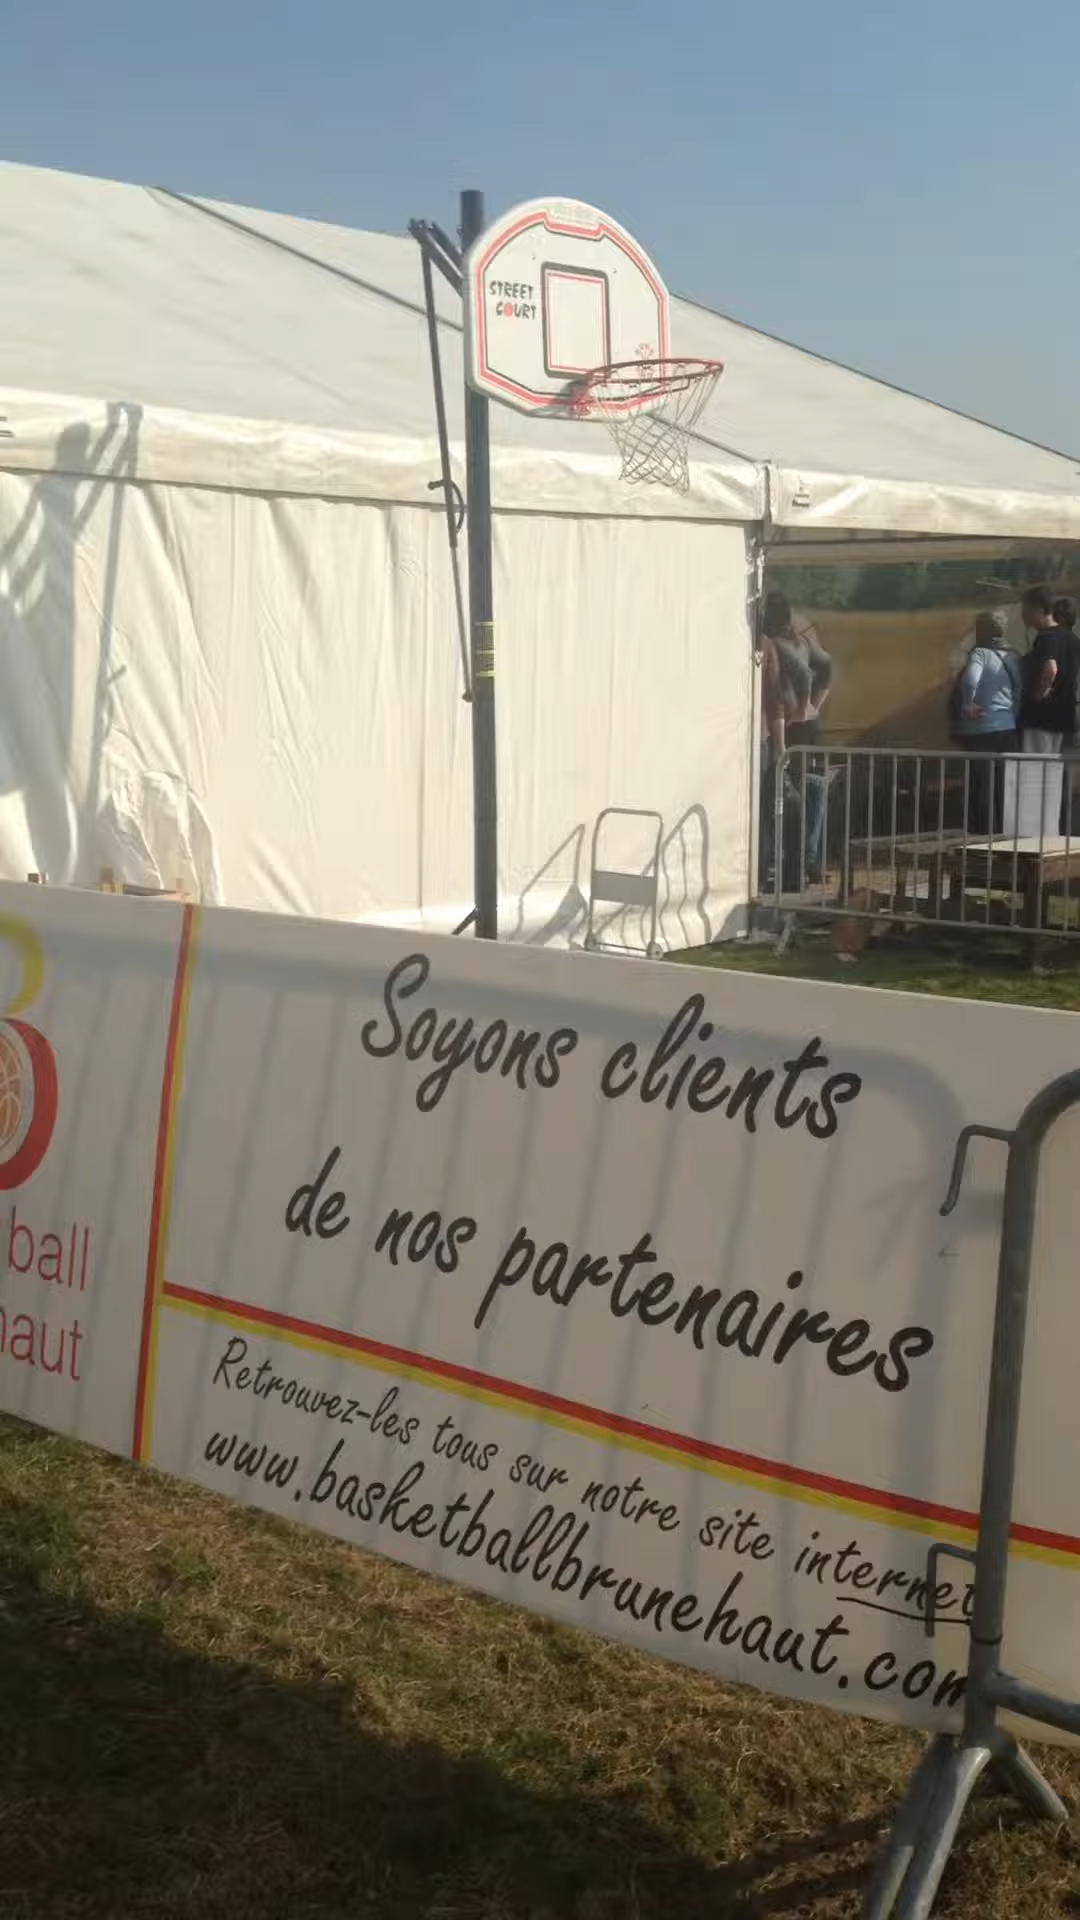 STREET
COURT
B
ball
haut
Soyons clients
de nos partenaires
Retrouvez-les tous sur notre site internet
www.basketballbrunehaut.com